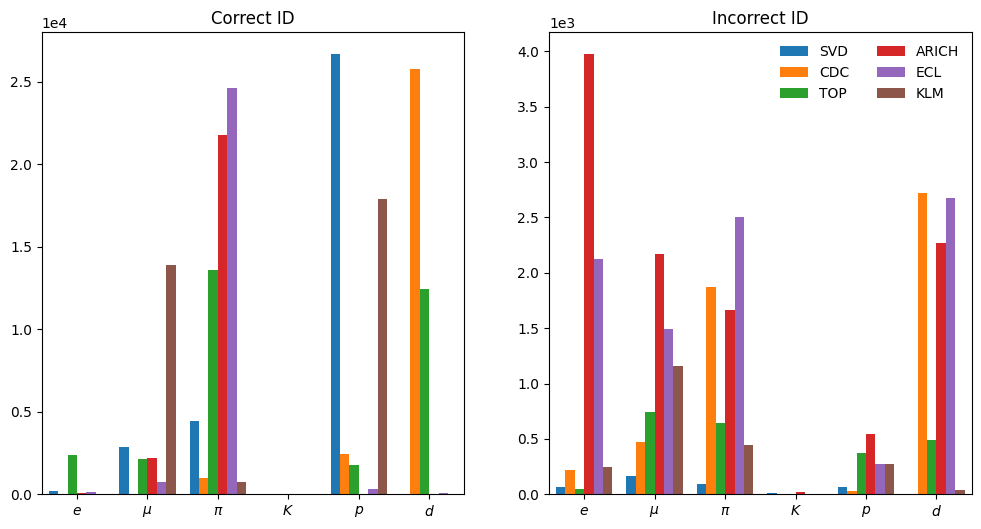 Correct ID
1e4
2.5
2.0
1.5
1.0
0.5
0.0
e
μ
π
K
p
d
Incorrect ID
1e3
4.0
3.5
3.0
2.5
2.0
1.5
1.0
0.5
0.0
SVD
CDC
TOP
ARICH
ECL
KLM
e
μ
π
K
p
d